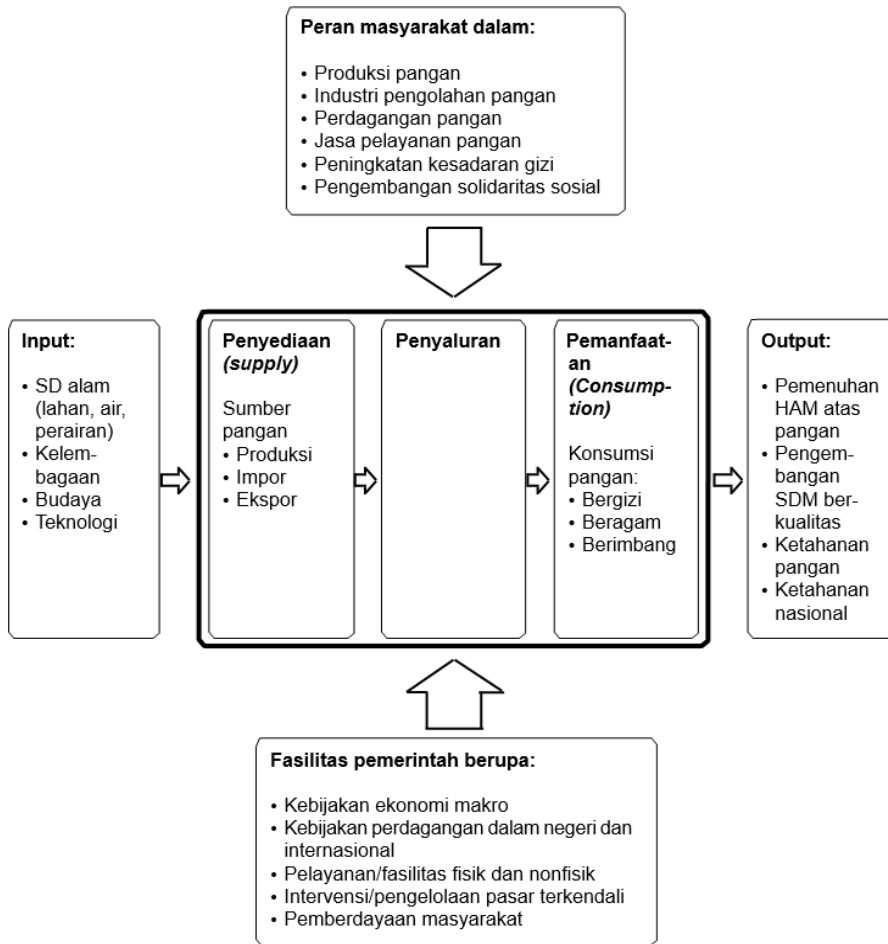 Peran masyarakat dalam:
• Produksi pangan
• Industri pengolahan pangan
• Perdagangan pangan
• Jasa pelayanan pangan
• Peningkatan kesadaran gizi
• Pengembangan solidaritas sosial
Input:
• SD alam
(lahan, air,
perairan)
• Kelem-
bagaan
• Budaya
• Teknologi
Penyediaan
(supply)
Sumber
pangan
• Produksi
• Impor
• Ekspor
Penyaluran
Pemanfaat-
an
(Consump-
tion)
Konsumsi
pangan:
• Bergizi
• Beragam
• Berimbang
Output:
• Pemenuhan
HAM atas
pangan
• Pengem-
bangan
SDM ber-
kualitas
• Ketahanan
pangan
• Ketahanan
nasional
Fasilitas pemerintah berupa:
• Kebijakan ekonomi makro
• Kebijakan perdagangan dalam negeri dan
internasional
• Pelayanan/fasilitas fisik dan nonfisik
• Intervensi/pengelolaan pasar terkendali
• Pemberdayaan masyarakat